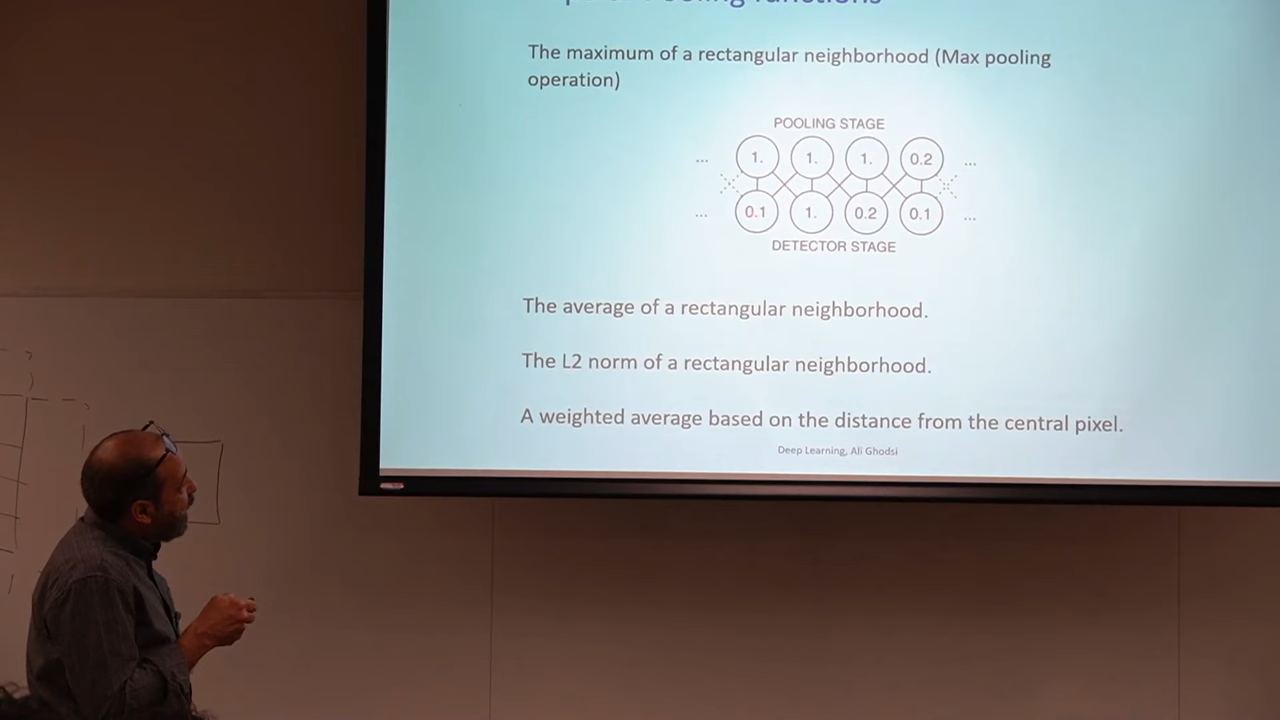 The maximum of a rectangular neighborhood (Max pooling
operation)
POOLING STAGE
... 1. 1. 1. 0.2 ...
... 0.1 1. 0.2 0.1 ...
DETECTOR STAGE
The average of a rectangular neighborhood.
The L2 norm of a rectangular neighborhood.
A weighted average based on the distance from the central pixel.
Deep Learning, Ali Ghodsi